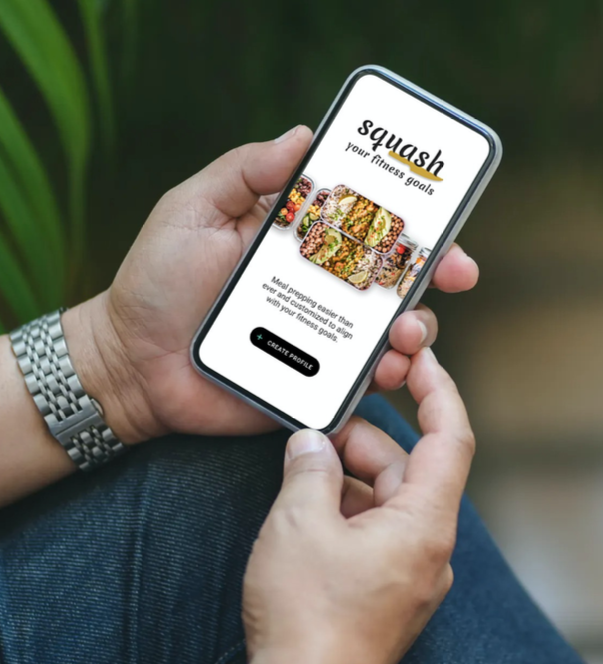 squash
your fitness goals
Meal prepping easier than
ever and customized to align
with your fitness goals.
+ CREATE PROFILE